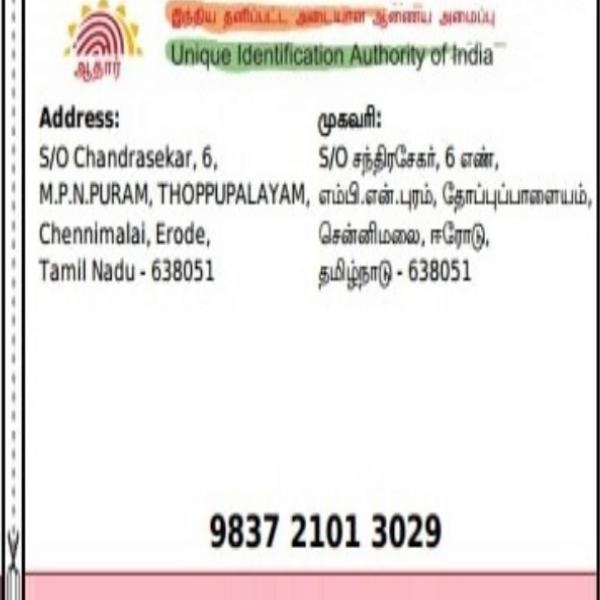 இந்திய தனிப்பட்ட அடையாள ஆணைய அமைப்பு
Unique Identification Authority of India
ஆதார்
Address:
S/O Chandrasekar, 6,
M.P.N.PURAM, THOPPUPALAYAM,
Chennimalai, Erode,
Tamil Nadu - 638051
முகவரி:
S/O சந்திரசேகர், 6 எண்,
எம்பி.என்.புரம், தோப்புப்பாளையம்,
சென்னிமலை, ஈரோடு,
தமிழ்நாடு - 638051
9837 2101 3029